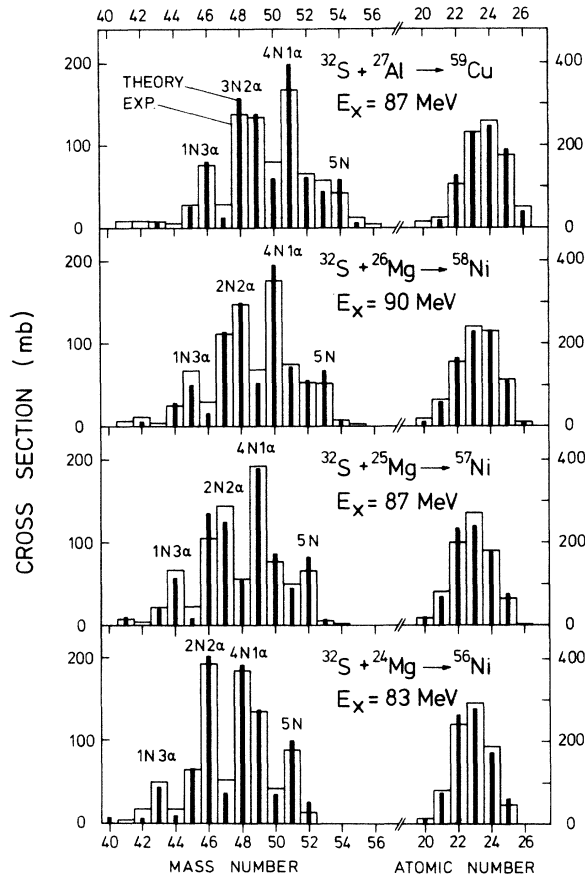 40 42 44 46 48 50 52 54 56 20 22 24 26
4N1α
³²S + ²⁷Al → ⁵⁹Cu
200
400
THEORY
3N2α
EXP.
Eₓ = 87 MeV
1N3α
5N
100
200
0
0
4N1α
³²S + ²⁶Mg → ⁵⁸Ni
200
400
2N2α
Eₓ = 90 MeV
1N3α
5N
100
200
0
0
4N1α
³²S + ²⁵Mg → ⁵⁷Ni
200
400
2N2α
Eₓ = 87 MeV
1N3α
5N
100
200
0
0
2N2α
4N1α
³²S + ²⁴Mg → ⁵⁶Ni
200
400
Eₓ = 83 MeV
1N3α
5N
100
200
0
0
40 42 44 46 48 50 52 54 56 20 22 24 26
MASS NUMBER
ATOMIC NUMBER
CROSS SECTION (mb)